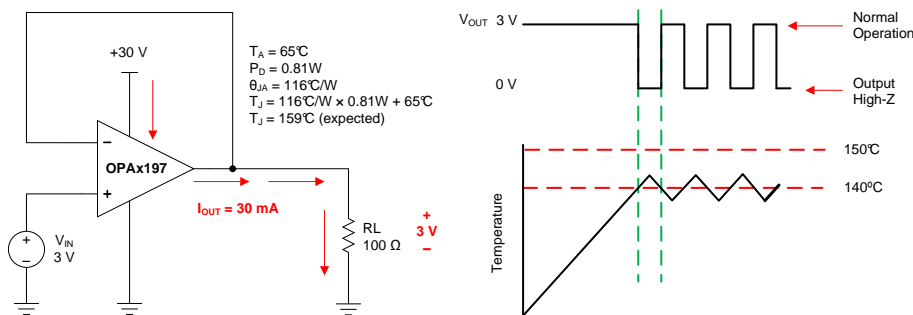 +30 V
T_A = 65℃
P_D = 0.81W
θ_JA = 116℃/W
T_J = 116℃/W × 0.81W + 65℃
T_J = 159℃ (expected)
−
OPAx197
+
I_OUT = 30 mA
+
−
V_IN
3 V
RL
100 Ω
+
3 V
−
V_OUT 3 V
0 V
Normal
Operation
Output
High-Z
150℃
140ºC
Temperature